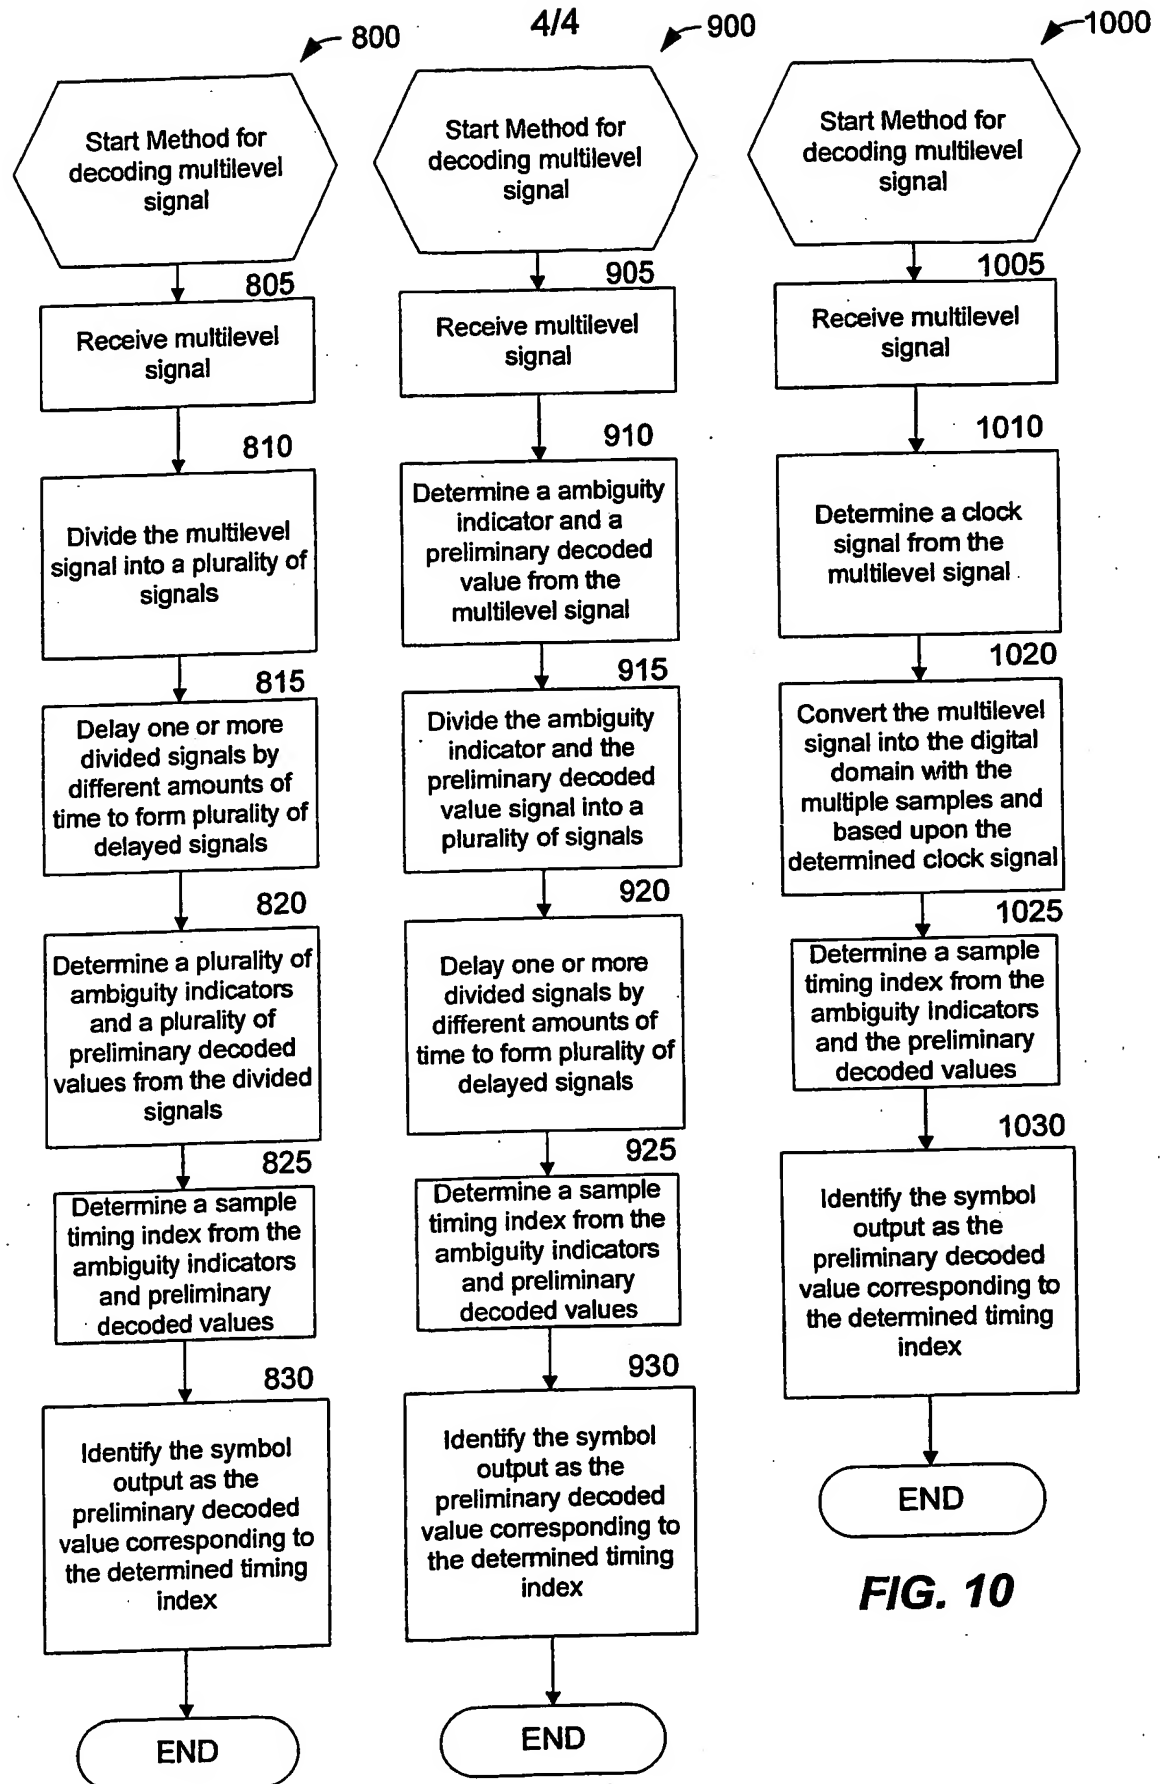 4/4
800
Start Method for
decoding multilevel
signal
805
Receive multilevel
signal
810
Divide the multilevel
signal into a plurality of
signals
815
Delay one or more
divided signals by
different amounts of
time to form plurality of
delayed signals
820
Determine a plurality of
ambiguity indicators
and a plurality of
preliminary decoded
values from the divided
signals
825
Determine a sample
timing index from the
ambiguity indicators
and preliminary
decoded values
830
Identify the symbol
output as the
preliminary decoded
value corresponding to
the determined timing
index
END
900
Start Method for
decoding multilevel
signal
905
Receive multilevel
signal
910
Determine a ambiguity
indicator and a
preliminary decoded
value from the
multilevel signal
915
Divide the ambiguity
indicator and the
preliminary decoded
value signal into a
plurality of signals
920
Delay one or more
divided signals by
different amounts of
time to form plurality of
delayed signals
925
Determine a sample
timing index from the
ambiguity indicators
and preliminary
decoded values
930
Identify the symbol
output as the
preliminary decoded
value corresponding to
the determined timing
index
END
1000
Start Method for
decoding multilevel
signal
1005
Receive multilevel
signal
1010
Determine a clock
signal from the
multilevel signal
1020
Convert the multilevel
signal into the digital
domain with the
multiple samples and
based upon the
determined clock signal
1025
Determine a sample
timing index from the
ambiguity indicators
and the preliminary
decoded values
1030
Identify the symbol
output as the
preliminary decoded
value corresponding to
the determined timing
index
END
FIG. 10